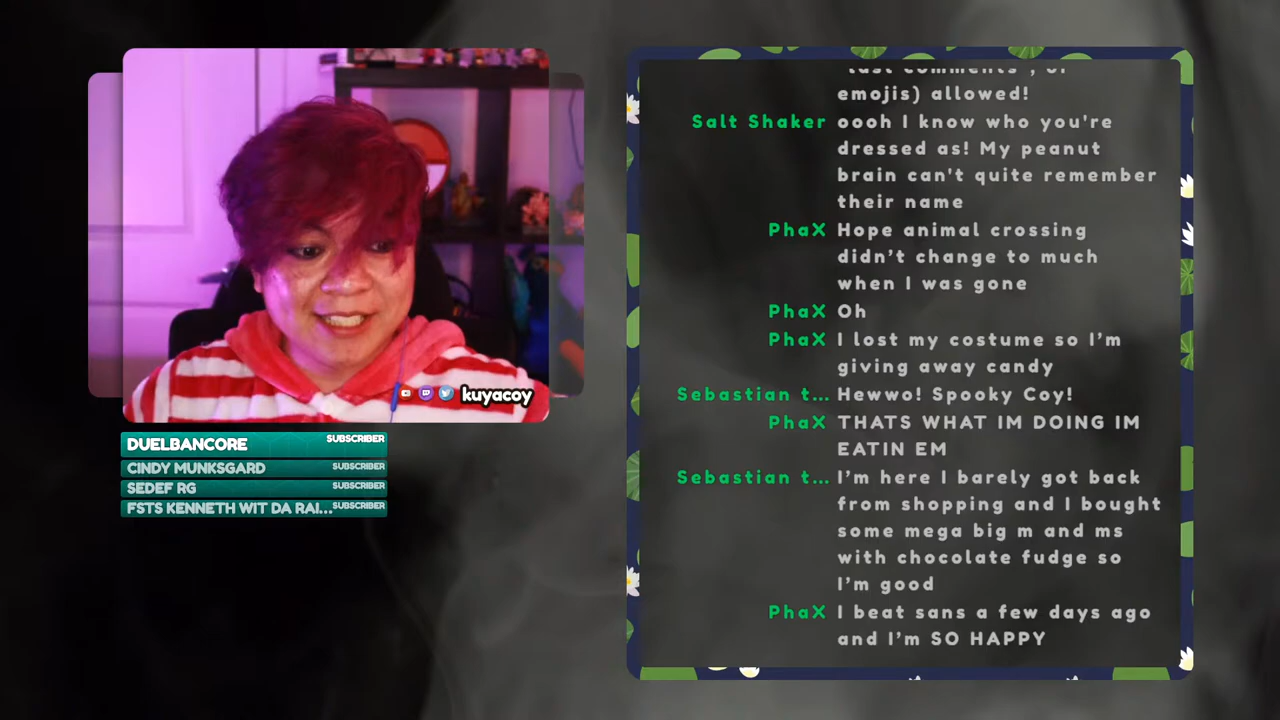 kuyacoy
DUELBANCORE SUBSCRIBER
CINDY MUNKSGARD SUBSCRIBER
SEDEF RG SUBSCRIBER
FSTS KENNETH WIT DA RAI... SUBSCRIBER
"last comments", or
emojis) allowed!
Salt Shaker oooh I know who you're
dressed as! My peanut
brain can't quite remember
their name
PhaX Hope animal crossing
didn't change to much
when I was gone
PhaX Oh
PhaX I lost my costume so I'm
giving away candy
Sebastian t... Hewwo! Spooky Coy!
PhaX THATS WHAT IM DOING IM
EATIN EM
Sebastian t... I'm here I barely got back
from shopping and I bought
some mega big m and ms
with chocolate fudge so
I'm good
PhaX I beat sans a few days ago
and I'm SO HAPPY